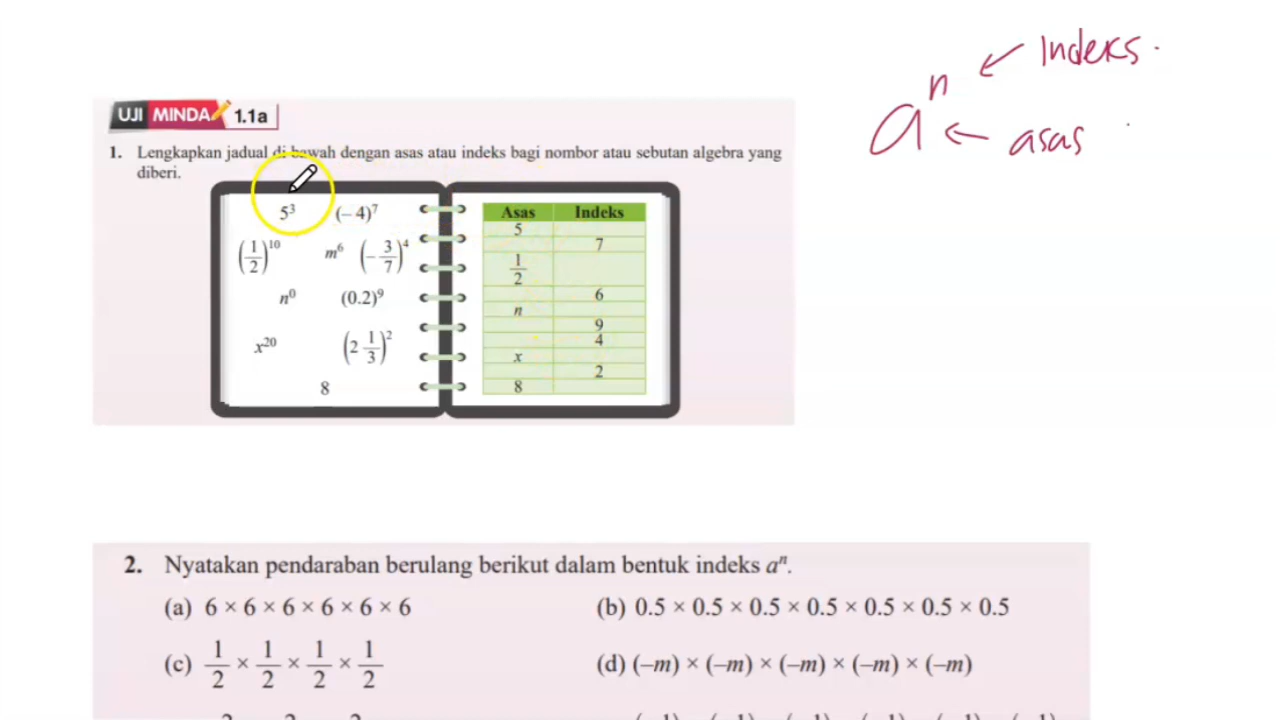 n ← Indeks
a ← asas
UJI MINDA 1.1a
1. Lengkapkan jadual di bawah dengan asas atau indeks bagi nombor atau sebutan algebra yang
diberi.
5³ (– 4)⁷
(1/2)¹⁰ m⁶ (– 3/7)⁴
n⁰ (0.2)⁹
x²⁰ (2 1/3)²
8
Asas Indeks
5
7
1/2
6
n
9
4
x
2
8
2. Nyatakan pendaraban berulang berikut dalam bentuk indeks aⁿ.
(a) 6 × 6 × 6 × 6 × 6 × 6 (b) 0.5 × 0.5 × 0.5 × 0.5 × 0.5 × 0.5 × 0.5
(c) 1/2 × 1/2 × 1/2 × 1/2 (d) (–m) × (–m) × (–m) × (–m) × (–m)